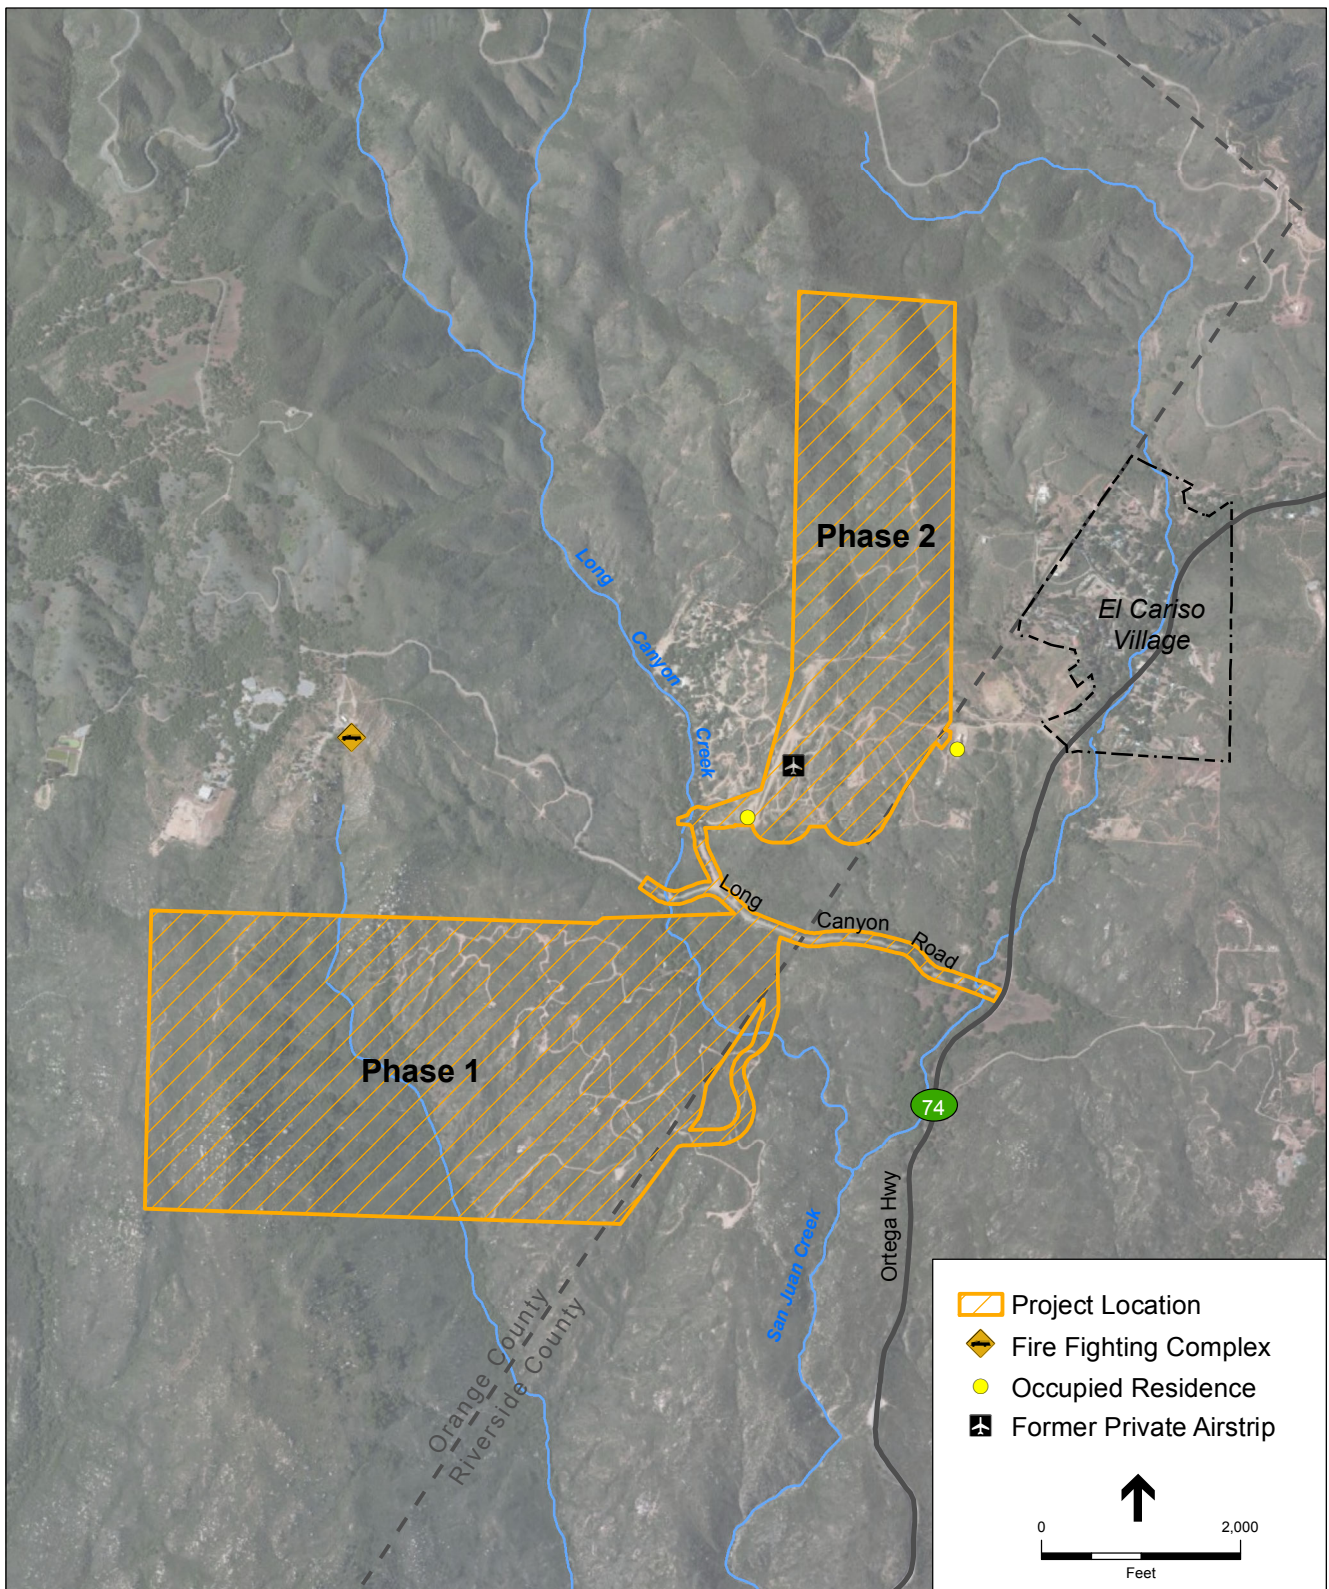 Phase 2
El Cariso
Village
Long
Canyon
Creek
Long
Canyon
Road
Phase 1
74
Ortega Hwy
San Juan Creek
Orange County
Riverside County
Project Location
Fire Fighting Complex
Occupied Residence
Former Private Airstrip
0 2,000
Feet